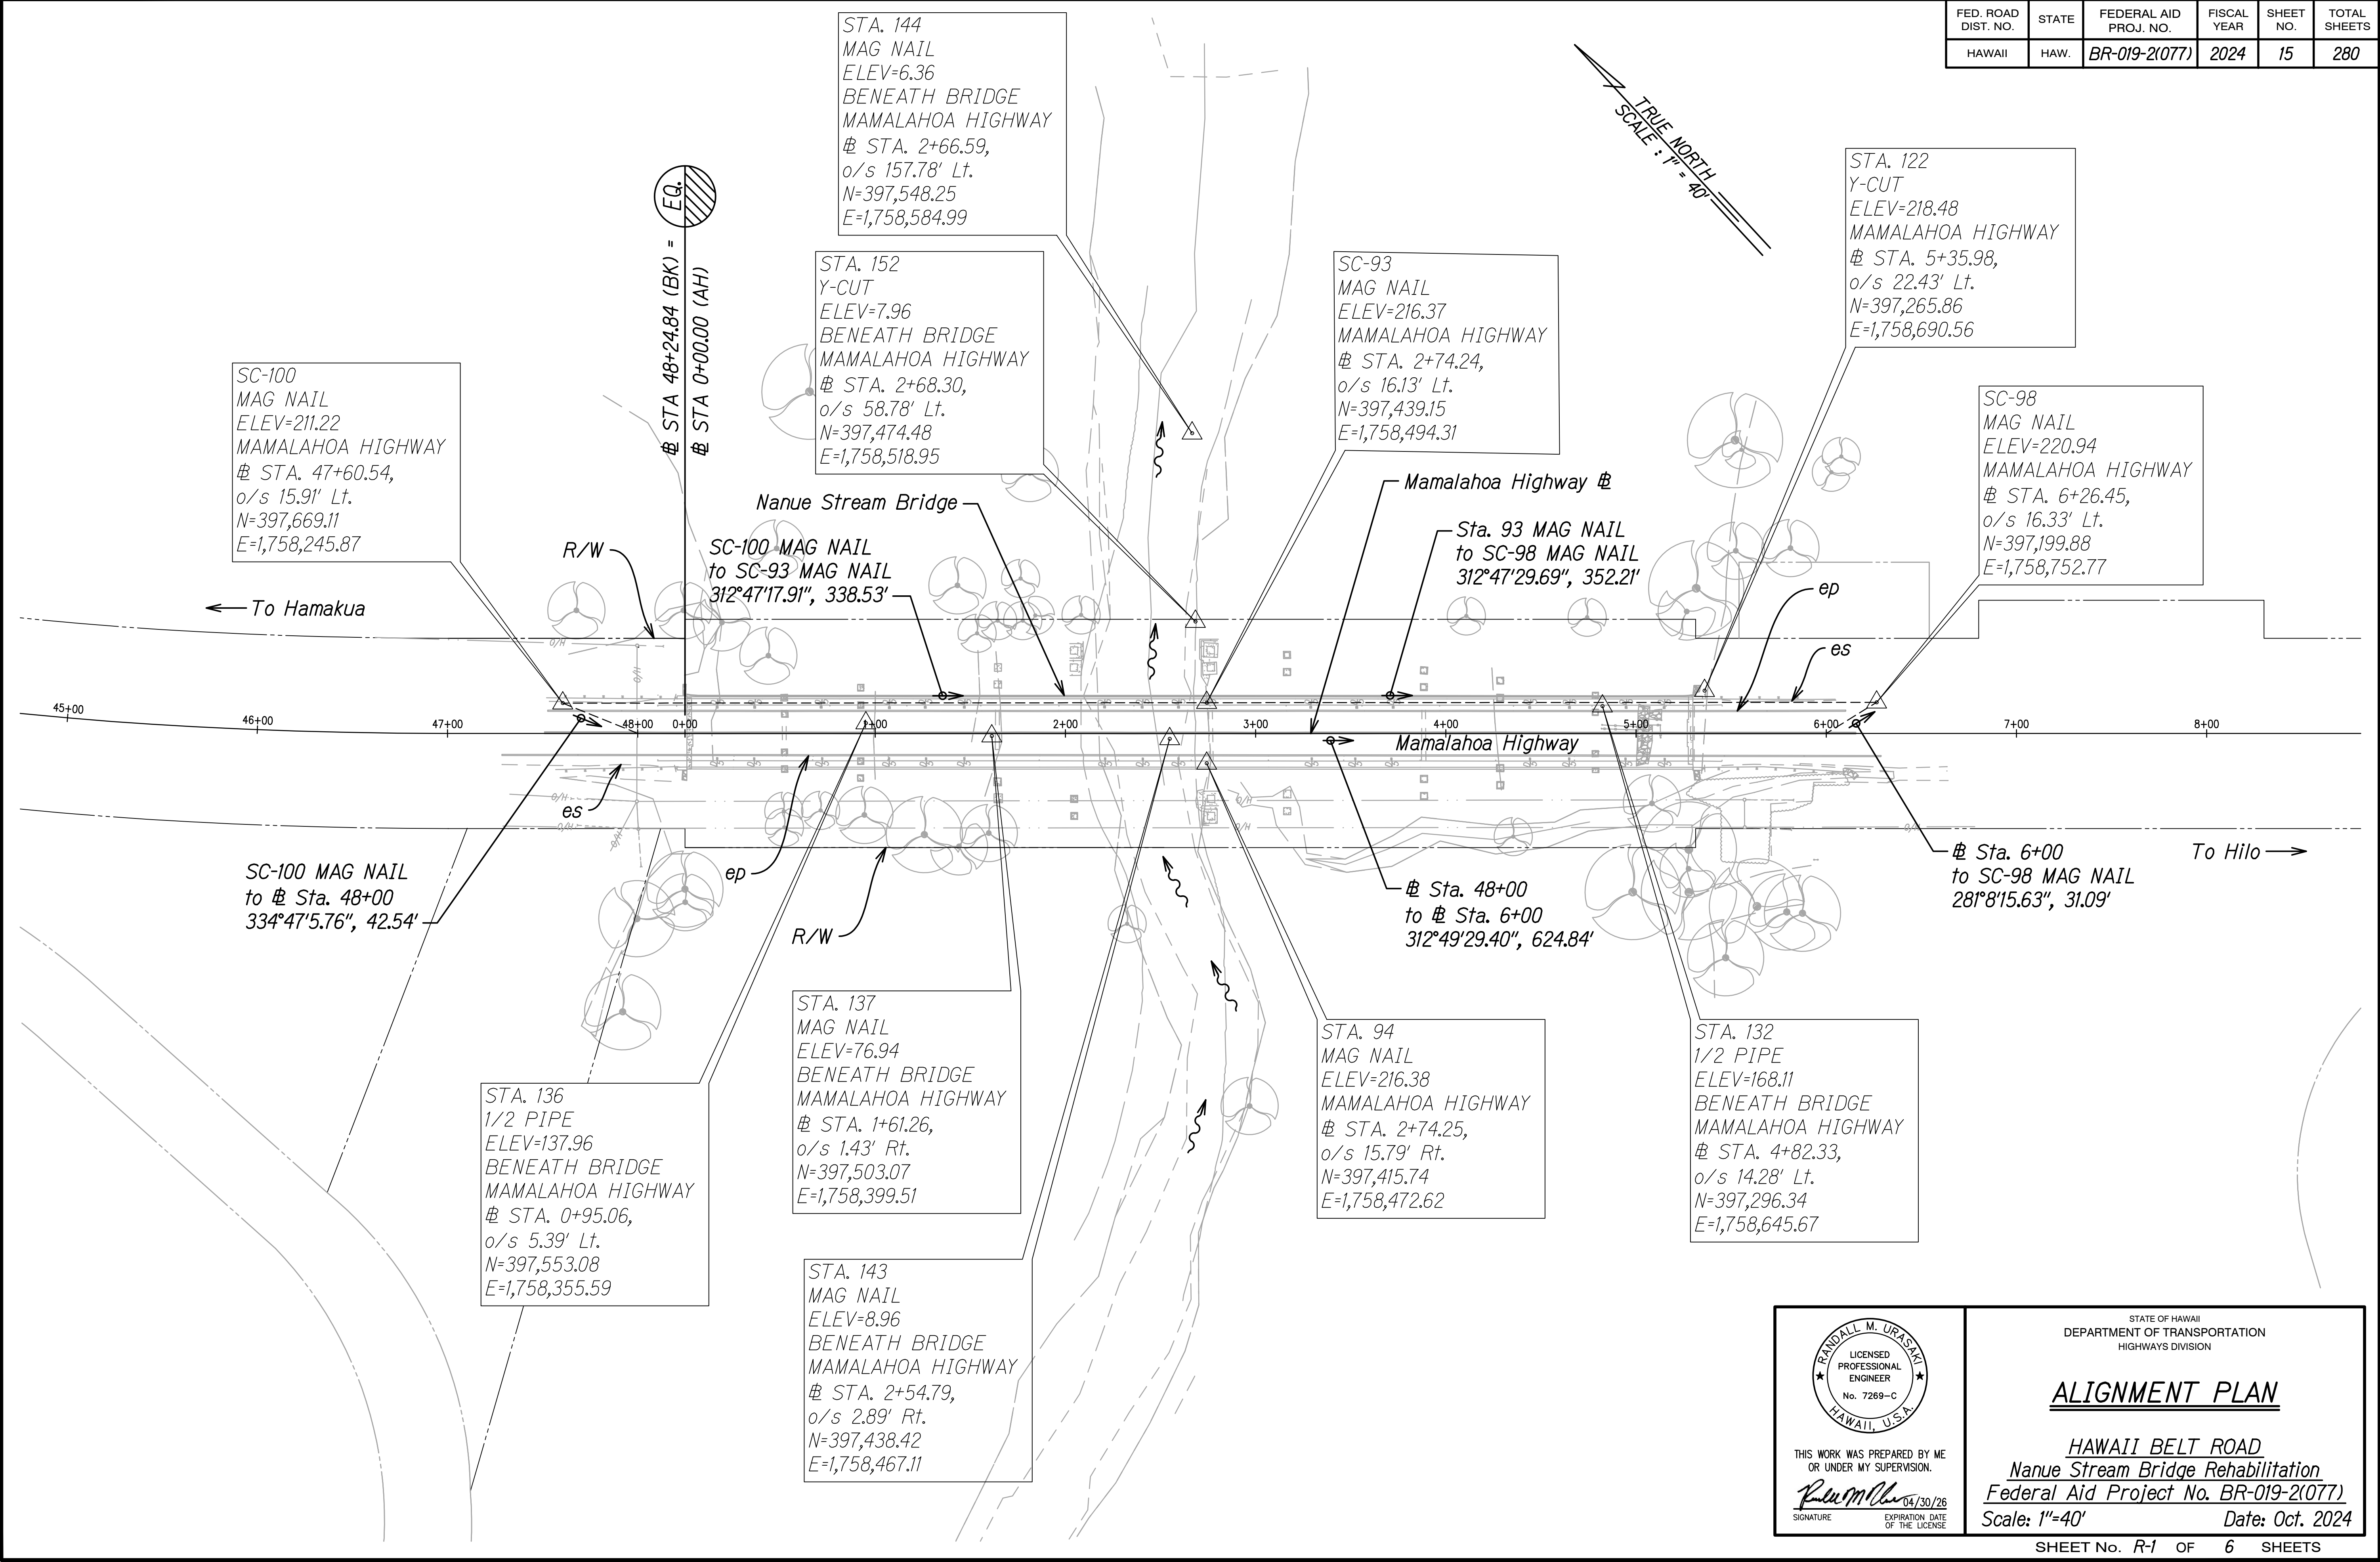 FED. ROAD DIST. NO.
STATE
FEDERAL AID PROJ. NO.
FISCAL YEAR
SHEET NO.
TOTAL SHEETS
HAWAII
HAW.
BR-019-2(077)
2024
15
280
TRUE NORTH
SCALE : 1" = 40'
STA. 144
MAG NAIL
ELEV=6.36
BENEATH BRIDGE
MAMALAHOA HIGHWAY
℄ STA. 2+66.59,
o/s 157.78' Lt.
N=397,548.25
E=1,758,584.99
EQ.
℄ STA 48+24.84 (BK) =
℄ STA 0+00.00 (AH)
STA. 152
Y-CUT
ELEV=7.96
BENEATH BRIDGE
MAMALAHOA HIGHWAY
℄ STA. 2+68.30,
o/s 58.78' Lt.
N=397,474.48
E=1,758,518.95
SC-93
MAG NAIL
ELEV=216.37
MAMALAHOA HIGHWAY
℄ STA. 2+74.24,
o/s 16.13' Lt.
N=397,439.15
E=1,758,494.31
STA. 122
Y-CUT
ELEV=218.48
MAMALAHOA HIGHWAY
℄ STA. 5+35.98,
o/s 22.43' Lt.
N=397,265.86
E=1,758,690.56
SC-100
MAG NAIL
ELEV=211.22
MAMALAHOA HIGHWAY
℄ STA. 47+60.54,
o/s 15.91' Lt.
N=397,669.11
E=1,758,245.87
SC-98
MAG NAIL
ELEV=220.94
MAMALAHOA HIGHWAY
℄ STA. 6+26.45,
o/s 16.33' Lt.
N=397,199.88
E=1,758,752.77
Nanue Stream Bridge
Mamalahoa Highway ℄
R/W
SC-100 MAG NAIL
to SC-93 MAG NAIL
312°47'17.91", 338.53'
Sta. 93 MAG NAIL
to SC-98 MAG NAIL
312°47'29.69", 352.21'
To Hamakua
ep
es
45+00
46+00
47+00
48+00
0+00
1+00
2+00
3+00
4+00
5+00
6+00
7+00
8+00
Mamalahoa Highway
O/H
O/H
O/H
O/H
O/H
O/H
O/H
O/H
es
ep
R/W
SC-100 MAG NAIL
to ℄ Sta. 48+00
334°47'5.76", 42.54'
℄ Sta. 48+00
to ℄ Sta. 6+00
312°49'29.40", 624.84'
℄ Sta. 6+00
to SC-98 MAG NAIL
281°8'15.63", 31.09'
To Hilo
STA. 136
1/2 PIPE
ELEV=137.96
BENEATH BRIDGE
MAMALAHOA HIGHWAY
℄ STA. 0+95.06,
o/s 5.39' Lt.
N=397,553.08
E=1,758,355.59
STA. 137
MAG NAIL
ELEV=76.94
BENEATH BRIDGE
MAMALAHOA HIGHWAY
℄ STA. 1+61.26,
o/s 1.43' Rt.
N=397,503.07
E=1,758,399.51
STA. 143
MAG NAIL
ELEV=8.96
BENEATH BRIDGE
MAMALAHOA HIGHWAY
℄ STA. 2+54.79,
o/s 2.89' Rt.
N=397,438.42
E=1,758,467.11
STA. 94
MAG NAIL
ELEV=216.38
MAMALAHOA HIGHWAY
℄ STA. 2+74.25,
o/s 15.79' Rt.
N=397,415.74
E=1,758,472.62
STA. 132
1/2 PIPE
ELEV=168.11
BENEATH BRIDGE
MAMALAHOA HIGHWAY
℄ STA. 4+82.33,
o/s 14.28' Lt.
N=397,296.34
E=1,758,645.67
RANDALL M. URASAKI
LICENSED
PROFESSIONAL
ENGINEER
No. 7269-C
HAWAII, U.S.A.
THIS WORK WAS PREPARED BY ME
OR UNDER MY SUPERVISION.
04/30/26
SIGNATURE
EXPIRATION DATE
OF THE LICENSE
STATE OF HAWAII
DEPARTMENT OF TRANSPORTATION
HIGHWAYS DIVISION
ALIGNMENT PLAN
HAWAII BELT ROAD
Nanue Stream Bridge Rehabilitation
Federal Aid Project No. BR-019-2(077)
Scale: 1"=40' Date: Oct. 2024
SHEET No. R-1 OF 6 SHEETS